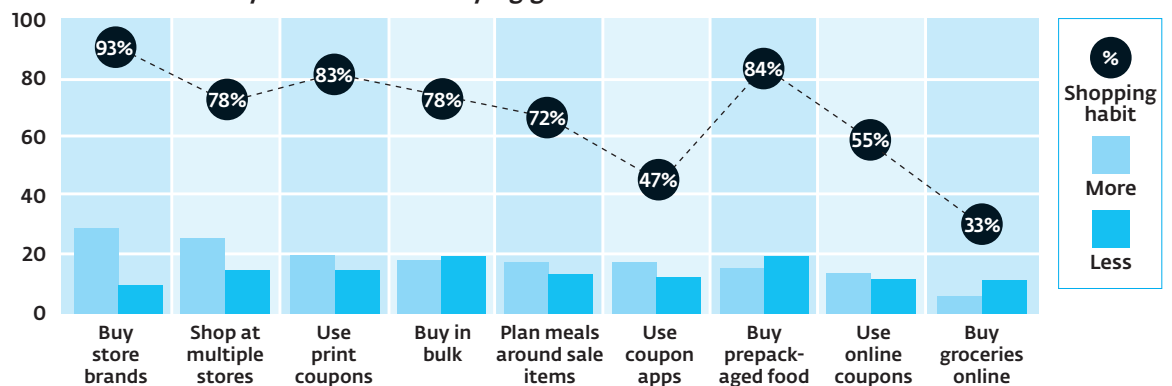 100
93%
84%
83%
80
%
78%
78%
Shopping
habit
72%
60
55%
47%
More
40
33%
20
Less
0
Buy
store
brands
Shop at
multiple
stores
Use
print
coupons
Buy in
bulk
Plan meals
around sale
items
Use
coupon
apps
Buy
prepack-
aged food
Use
online
coupons
Buy
groceries
online